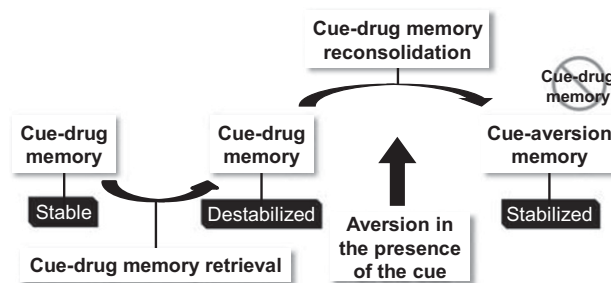 Cue-drug memory
reconsolidation
Cue-drug
memory
Cue-drug
memory
Cue-drug
memory
Cue-aversion
memory
Stable
Destabilized
Stabilized
Aversion in
the presence
of the cue
Cue-drug memory retrieval